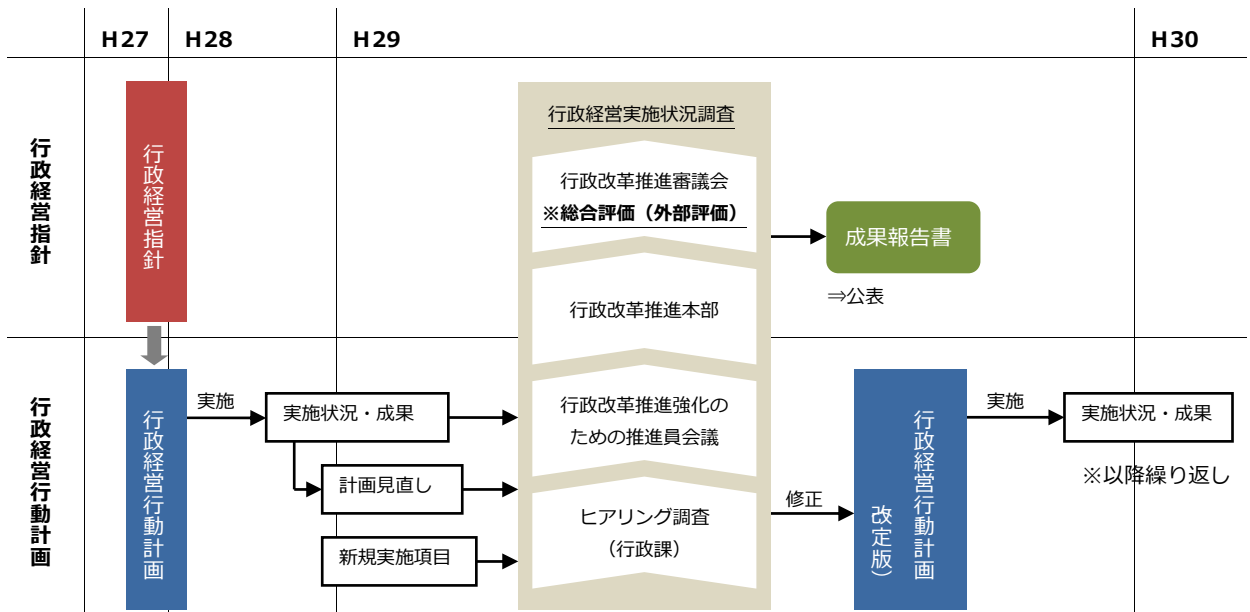 H27
H28
H29
H30
行政経営指針
行政経営指針
行政経営実施状況調査
行政改革推進審議会
※総合評価（外部評価）
成果報告書
⇒公表
行政改革推進本部
行政経営行動計画
行政経営行動計画
実施
実施状況・成果
計画見直し
新規実施項目
行政改革推進強化の
ための推進員会議
ヒアリング調査
（行政課）
修正
行政経営行動計画
改定版）
実施
実施状況・成果
※以降繰り返し